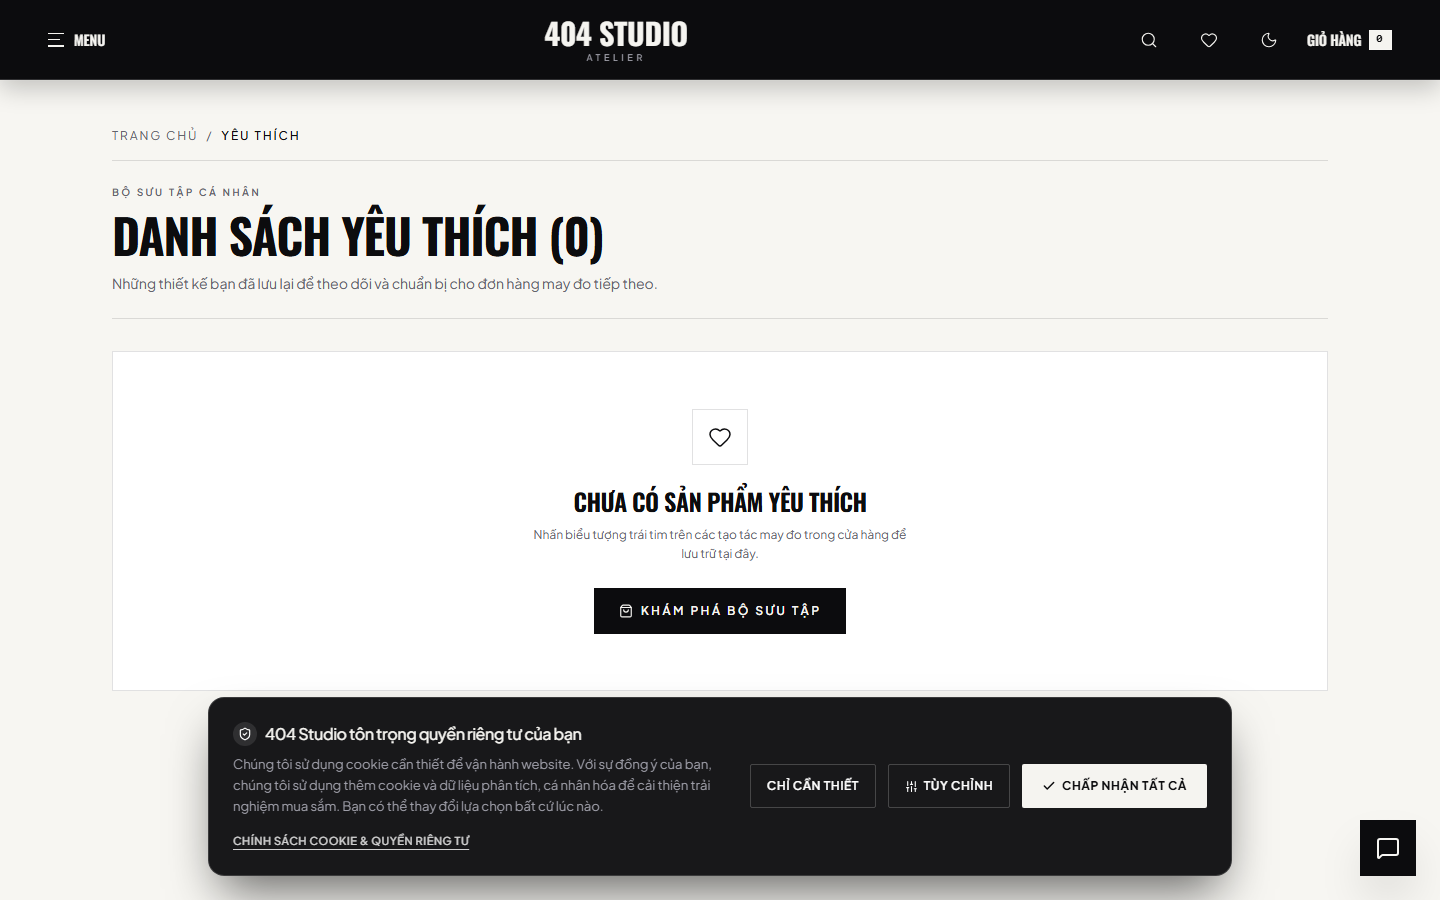 MENU
404 STUDIO
ATELIER
GIỎ HÀNG 0
TRANG CHỦ / YÊU THÍCH
BỘ SƯU TẬP CÁ NHÂN
DANH SÁCH YÊU THÍCH (0)
Những thiết kế bạn đã lưu lại để theo dõi và chuẩn bị cho đơn hàng may đo tiếp theo.
CHƯA CÓ SẢN PHẨM YÊU THÍCH
Nhấn biểu tượng trái tim trên các tạo tác may đo trong cửa hàng để
lưu trữ tại đây.
KHÁM PHÁ BỘ SƯU TẬP
404 Studio tôn trọng quyền riêng tư của bạn
Chúng tôi sử dụng cookie cần thiết để vận hành website. Với sự đồng ý của bạn,
chúng tôi sử dụng thêm cookie và dữ liệu phân tích, cá nhân hóa để cải thiện trải
nghiệm mua sắm. Bạn có thể thay đổi lựa chọn bất cứ lúc nào.
CHÍNH SÁCH COOKIE & QUYỀN RIÊNG TƯ
CHỈ CẦN THIẾT
TÙY CHỈNH
CHẤP NHẬN TẤT CẢ